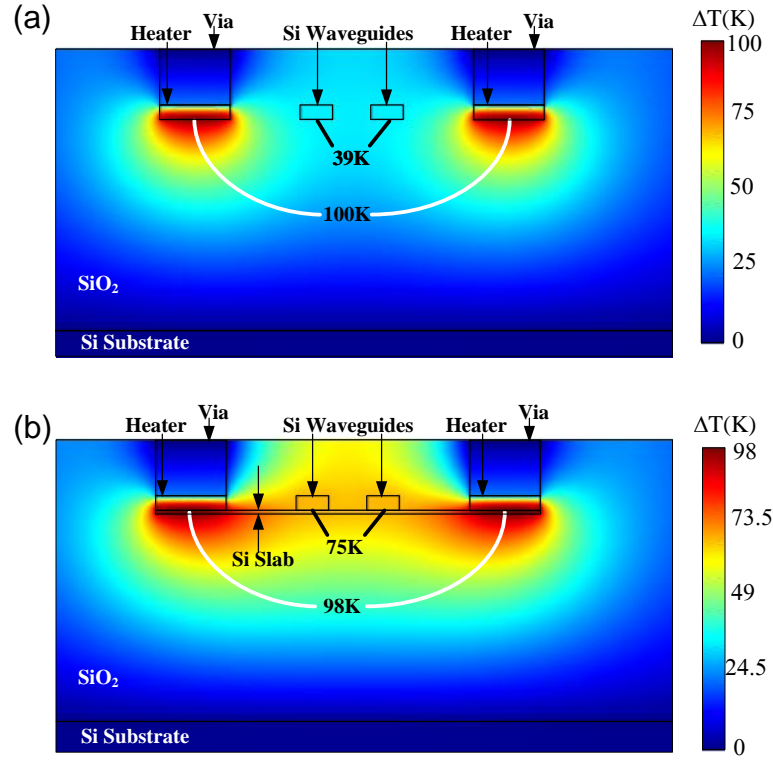 (a)
Via
Heater
Si Waveguides
Heater
Via
ΔT(K)
100
75
50
25
0
39K
100K
SiO₂
Si Substrate
(b)
Via
Heater
Si Waveguides
Heater
Via
ΔT(K)
98
73.5
49
24.5
0
75K
Si Slab
98K
SiO₂
Si Substrate